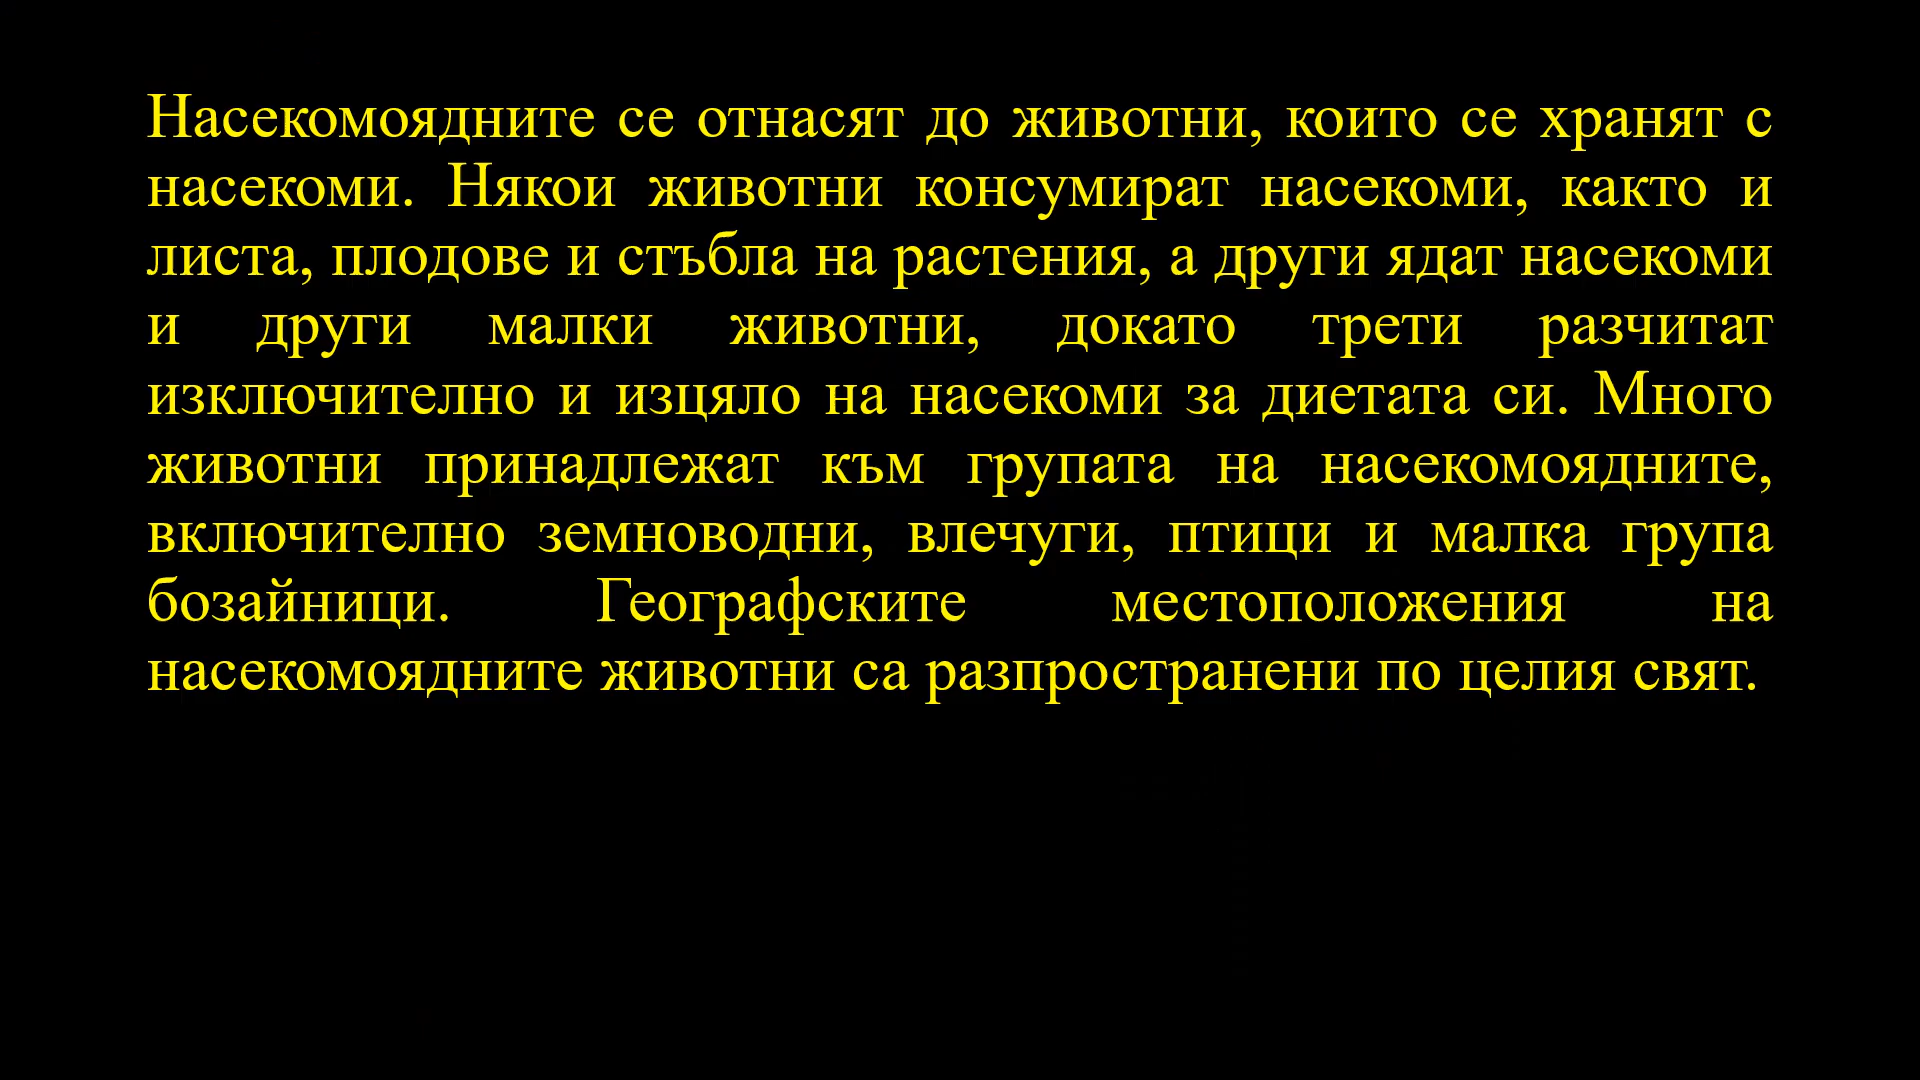 Насекомоядните се отнасят до животни, които се хранят с
насекоми. Някои животни консумират насекоми, както и
листа, плодове и стъбла на растения, а други ядат насекоми
и други малки животни, докато трети разчитат
изключително и изцяло на насекоми за диетата си. Много
животни принадлежат към групата на насекомоядните,
включително земноводни, влечуги, птици и малка група
бозайници. Географските местоположения на
насекомоядните животни са разпространени по целия свят.